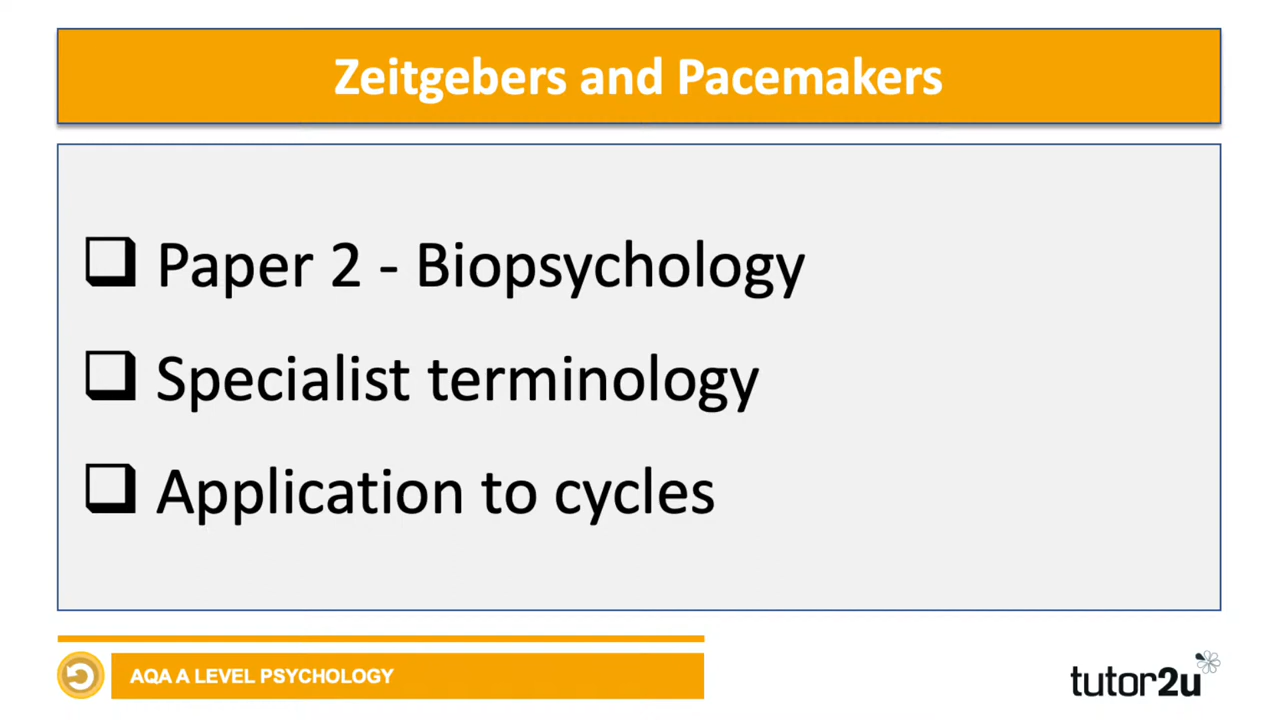 Zeitgebers and Pacemakers
Paper 2 - Biopsychology
Specialist terminology
Application to cycles
AQA A LEVEL PSYCHOLOGY
tutor2u